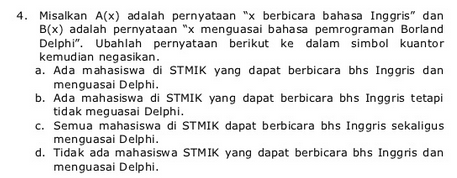 4. Misalkan A(x) adalah pernyataan "x berbicara bahasa Inggris" dan
B(x) adalah pernyataan "x menguasai bahasa pemrograman Borland
Delphi". Ubahlah pernyataan berikut ke dalam simbol kuantor
kemudian negasikan.
a. Ada mahasiswa di STMIK yang dapat berbicara bhs Inggris dan
menguasai Delphi.
b. Ada mahasiswa di STMIK yang dapat berbicara bhs Inggris tetapi
tidak meguasai Delphi.
c. Semua mahasiswa di STMIK dapat berbicara bhs Inggris sekaligus
menguasai Delphi.
d. Tidak ada mahasiswa STMIK yang dapat berbicara bhs Inggris dan
menguasai Delphi.